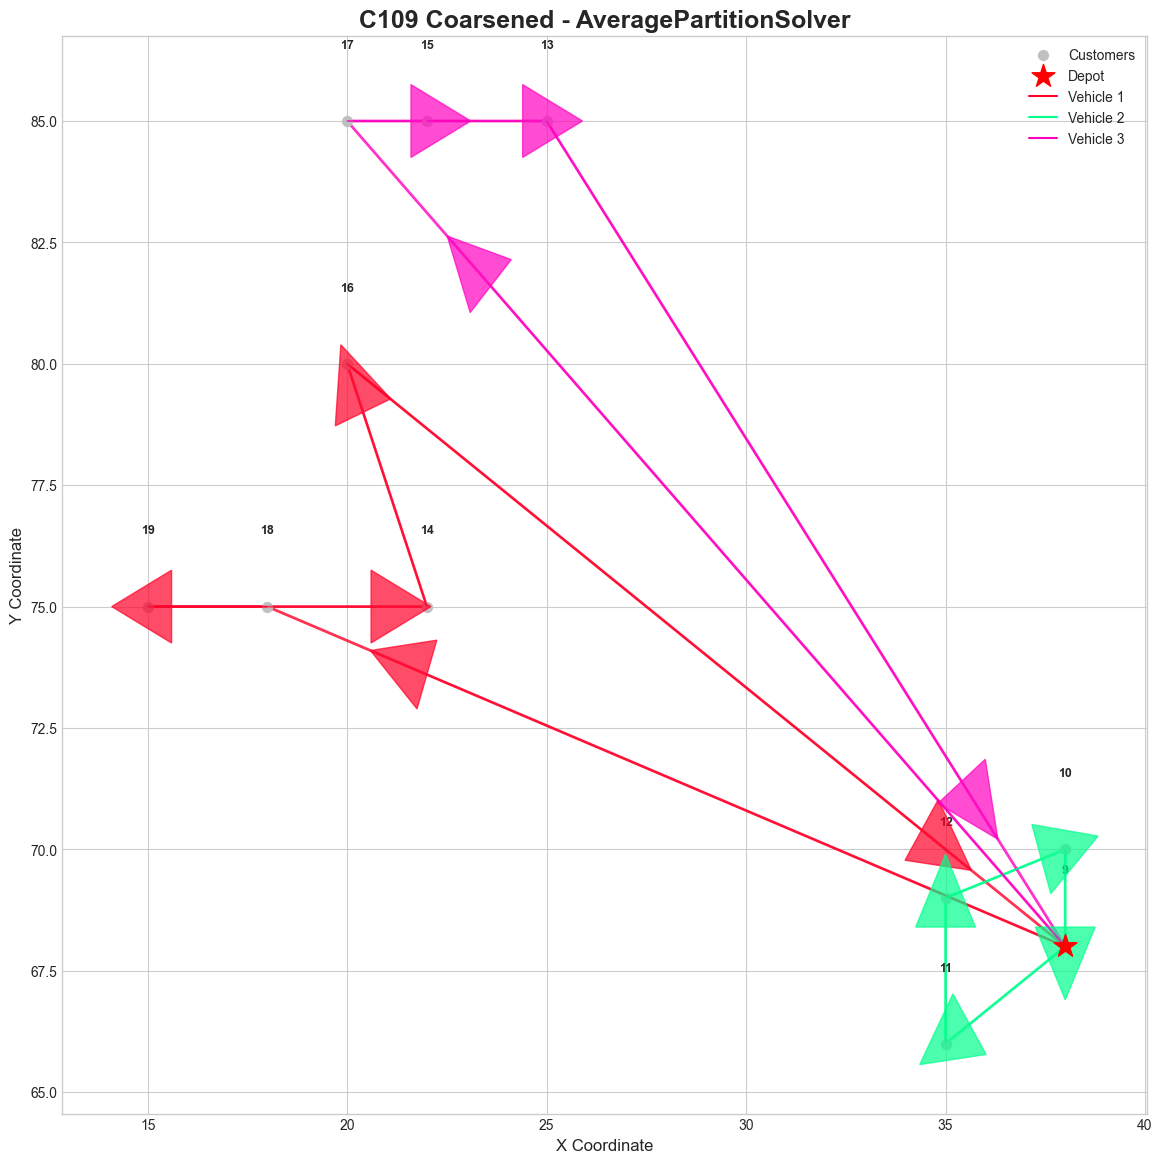 C109 Coarsened - AveragePartitionSolver
17 15 13
Customers
Depot
Vehicle 1
Vehicle 2
Vehicle 3
85.0
82.5
16
80.0
77.5
19 18 14
75.0
72.5
10
12
70.0
9
11
67.5
65.0
15 20 25 30 35 40
X Coordinate
Y Coordinate